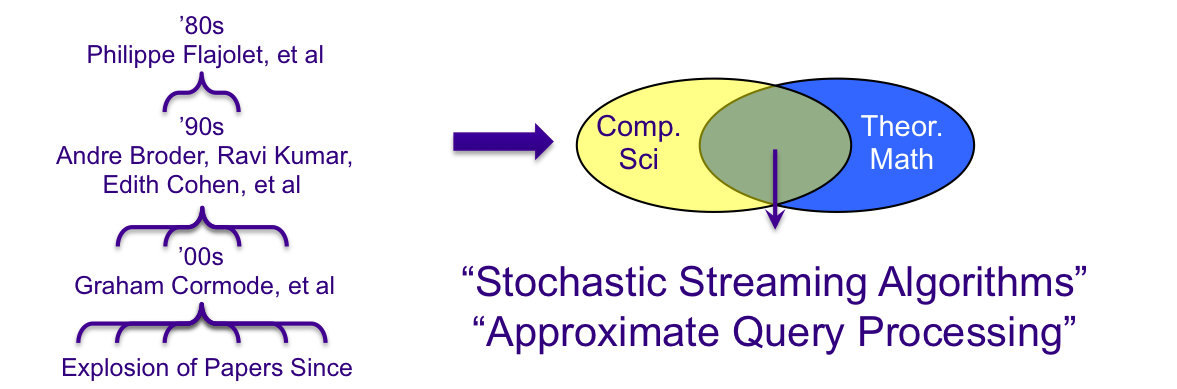 ’80s
Philippe Flajolet, et al
’90s
Andre Broder, Ravi Kumar,
Edith Cohen, et al
’00s
Graham Cormode, et al
Explosion of Papers Since
Comp.
Sci
Theor.
Math
“Stochastic Streaming Algorithms”
“Approximate Query Processing”